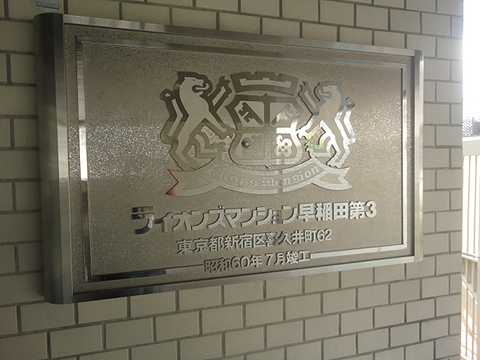 Lions Mansion
ライオンズマンション早稲田第3
東京都新宿区喜久井町62
昭和60年7月竣工